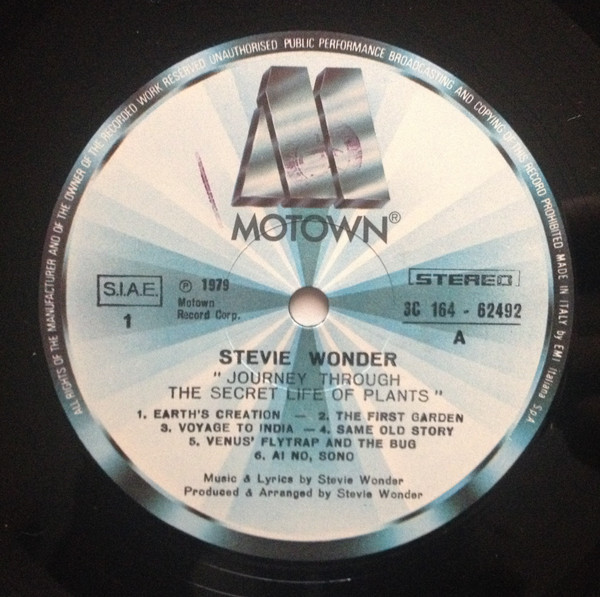 ALL RIGHTS OF THE MANUFACTURER AND OF THE OWNER OF THE RECORDED WORK RESERVED UNAUTHORISED PUBLIC PERFORMANCE BROADCASTING AND COPYING OF THIS RECORD PROHIBITED MADE IN ITALY by EMI Italiana SpA
MOTOWN®
S.I.A.E.
1
℗ 1979
Motown
Record Corp.
STEREO
3C 164 - 62492
A
STEVIE WONDER
"JOURNEY THROUGH
THE SECRET LIFE OF PLANTS"
1. EARTH'S CREATION — 2. THE FIRST GARDEN
3. VOYAGE TO INDIA — 4. SAME OLD STORY
5. VENUS' FLYTRAP AND THE BUG
6. AI NO, SONO
Music & Lyrics by Stevie Wonder
Produced & Arranged by Stevie Wonder